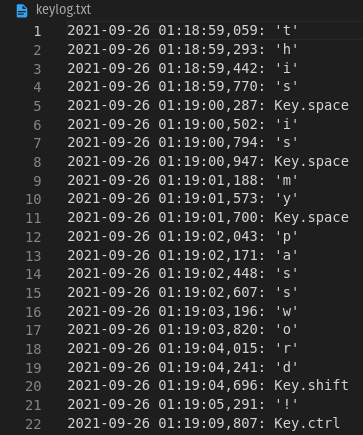 keylog.txt
1 2021-09-26 01:18:59,059: 't'
2 2021-09-26 01:18:59,293: 'h'
3 2021-09-26 01:18:59,442: 'i'
4 2021-09-26 01:18:59,770: 's'
5 2021-09-26 01:19:00,287: Key.space
6 2021-09-26 01:19:00,502: 'i'
7 2021-09-26 01:19:00,794: 's'
8 2021-09-26 01:19:00,947: Key.space
9 2021-09-26 01:19:01,188: 'm'
10 2021-09-26 01:19:01,573: 'y'
11 2021-09-26 01:19:01,700: Key.space
12 2021-09-26 01:19:02,043: 'p'
13 2021-09-26 01:19:02,171: 'a'
14 2021-09-26 01:19:02,448: 's'
15 2021-09-26 01:19:02,607: 's'
16 2021-09-26 01:19:03,196: 'w'
17 2021-09-26 01:19:03,820: 'o'
18 2021-09-26 01:19:04,015: 'r'
19 2021-09-26 01:19:04,241: 'd'
20 2021-09-26 01:19:04,696: Key.shift
21 2021-09-26 01:19:05,291: '!'
22 2021-09-26 01:19:09,807: Key.ctrl